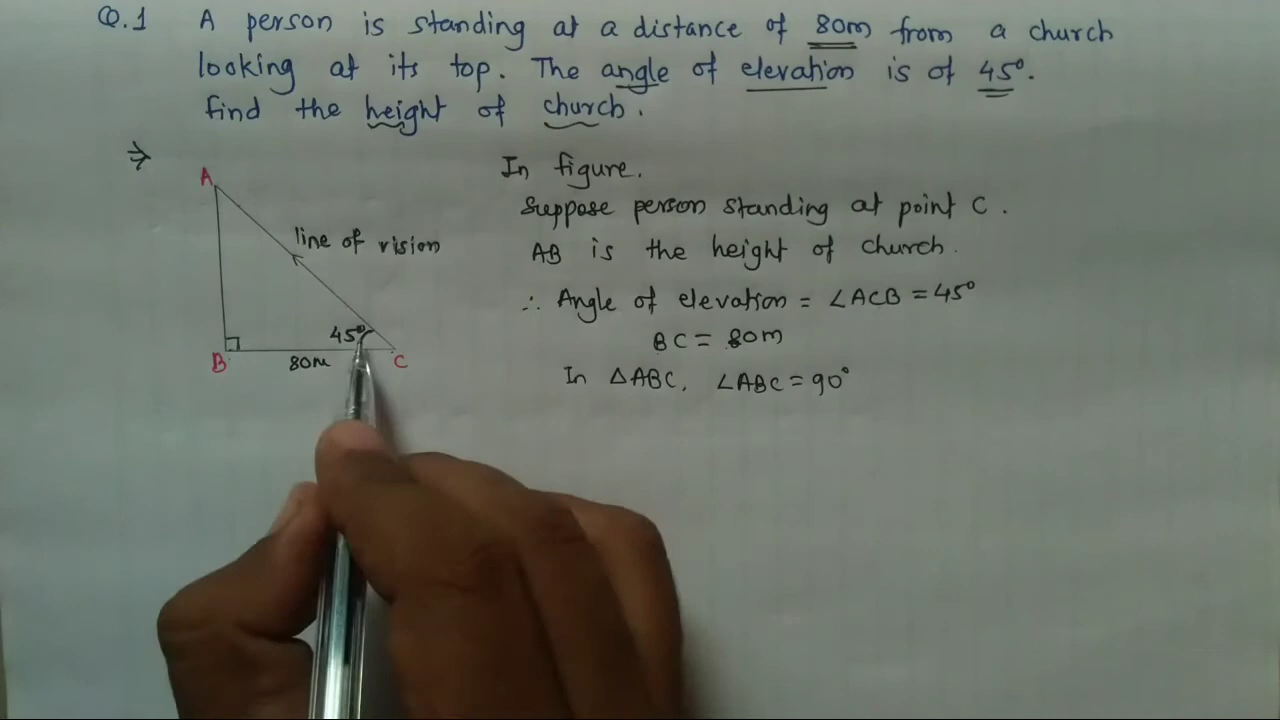 Q.1 A person is standing at a distance of 80m from a church
looking at its top. The angle of elevation is of 45°.
find the height of church.
⇒
A
line of vision
45°
B
80m
C
In figure.
Suppose person standing at point C.
AB is the height of church.
∴ Angle of elevation = ∠ACB = 45°
BC = 80m
In △ABC, ∠ABC = 90°